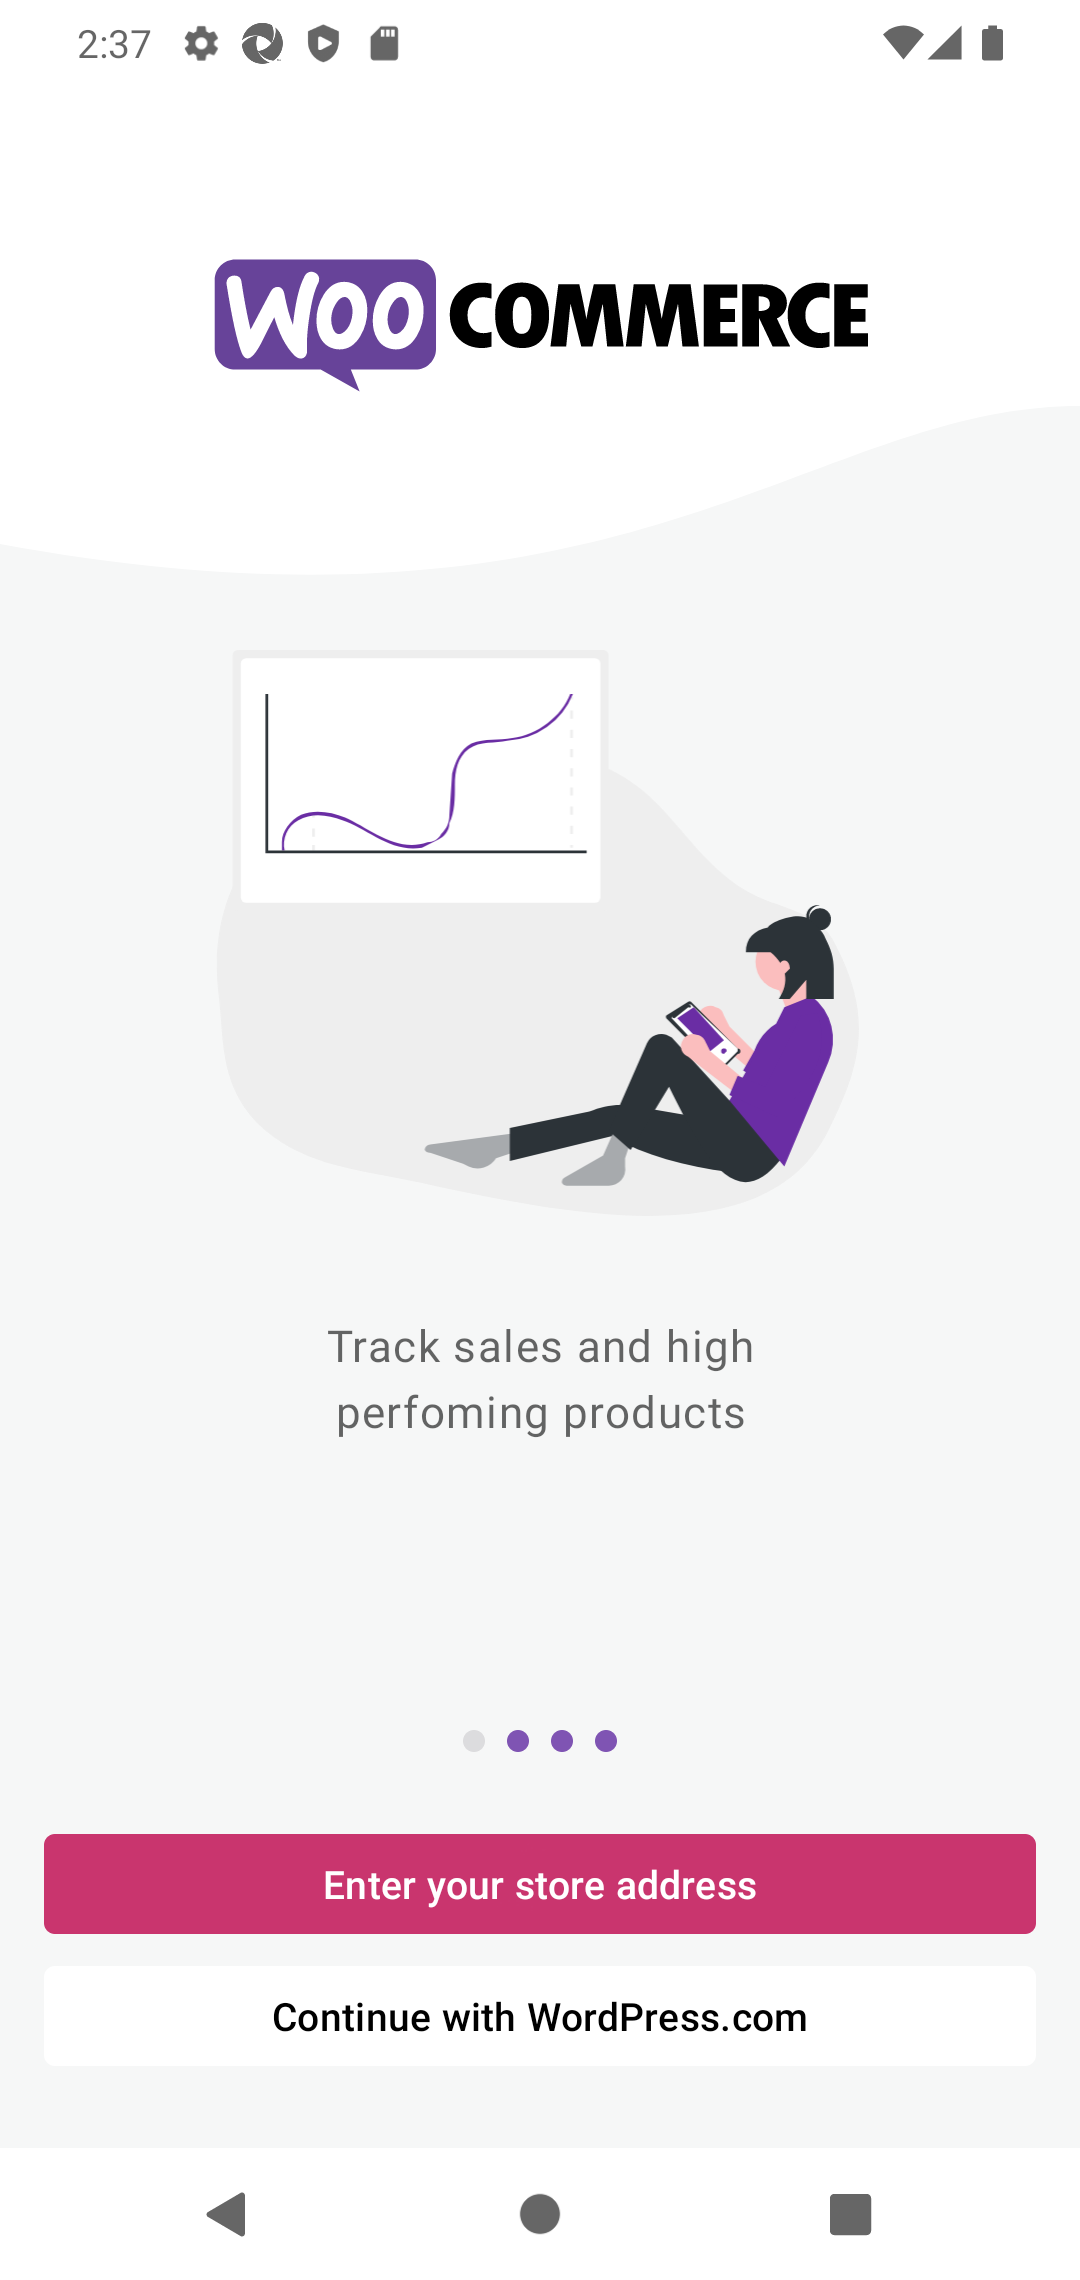 2:37
WOO COMMERCE
Track sales and high
perfoming products
Enter your store address
Continue with WordPress.com